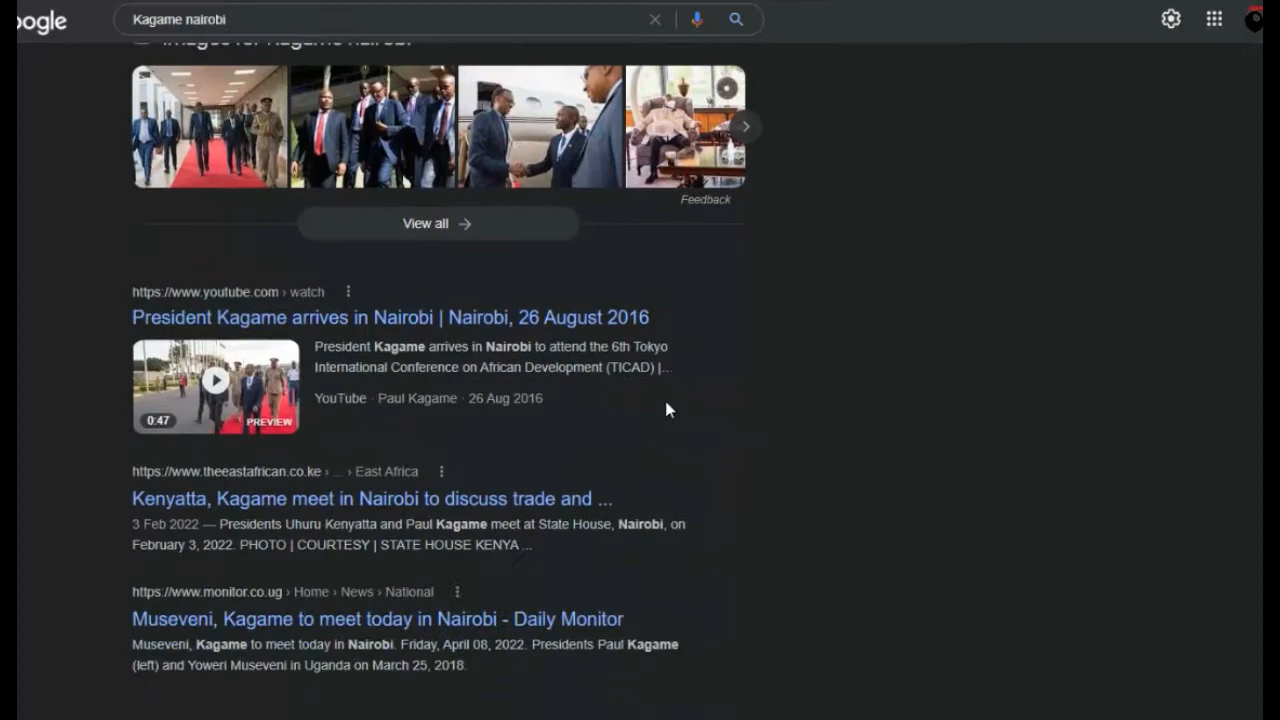 oogle
Kagame nairobi
Images for Kagame nairobi
Feedback
View all
https://www.youtube.com › watch
President Kagame arrives in Nairobi | Nairobi, 26 August 2016
President Kagame arrives in Nairobi to attend the 6th Tokyo
International Conference on African Development (TICAD) |...
0:47
PREVIEW
YouTube · Paul Kagame · 26 Aug 2016
https://www.theeastafrican.co.ke › ... › East Africa
Kenyatta, Kagame meet in Nairobi to discuss trade and ...
3 Feb 2022 — Presidents Uhuru Kenyatta and Paul Kagame meet at State House, Nairobi, on
February 3, 2022. PHOTO | COURTESY | STATE HOUSE KENYA ...
https://www.monitor.co.ug › Home › News › National
Museveni, Kagame to meet today in Nairobi - Daily Monitor
Museveni, Kagame to meet today in Nairobi. Friday, April 08, 2022. Presidents Paul Kagame
(left) and Yoweri Museveni in Uganda on March 25, 2018.